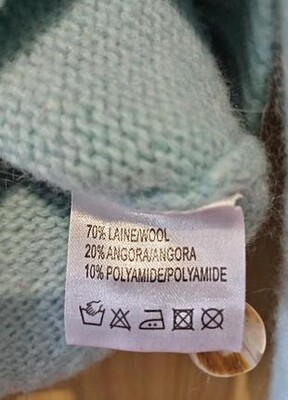 70% LAINE/WOOL
20% ANGORA/ANGORA
10% POLYAMIDE/POLYAMIDE